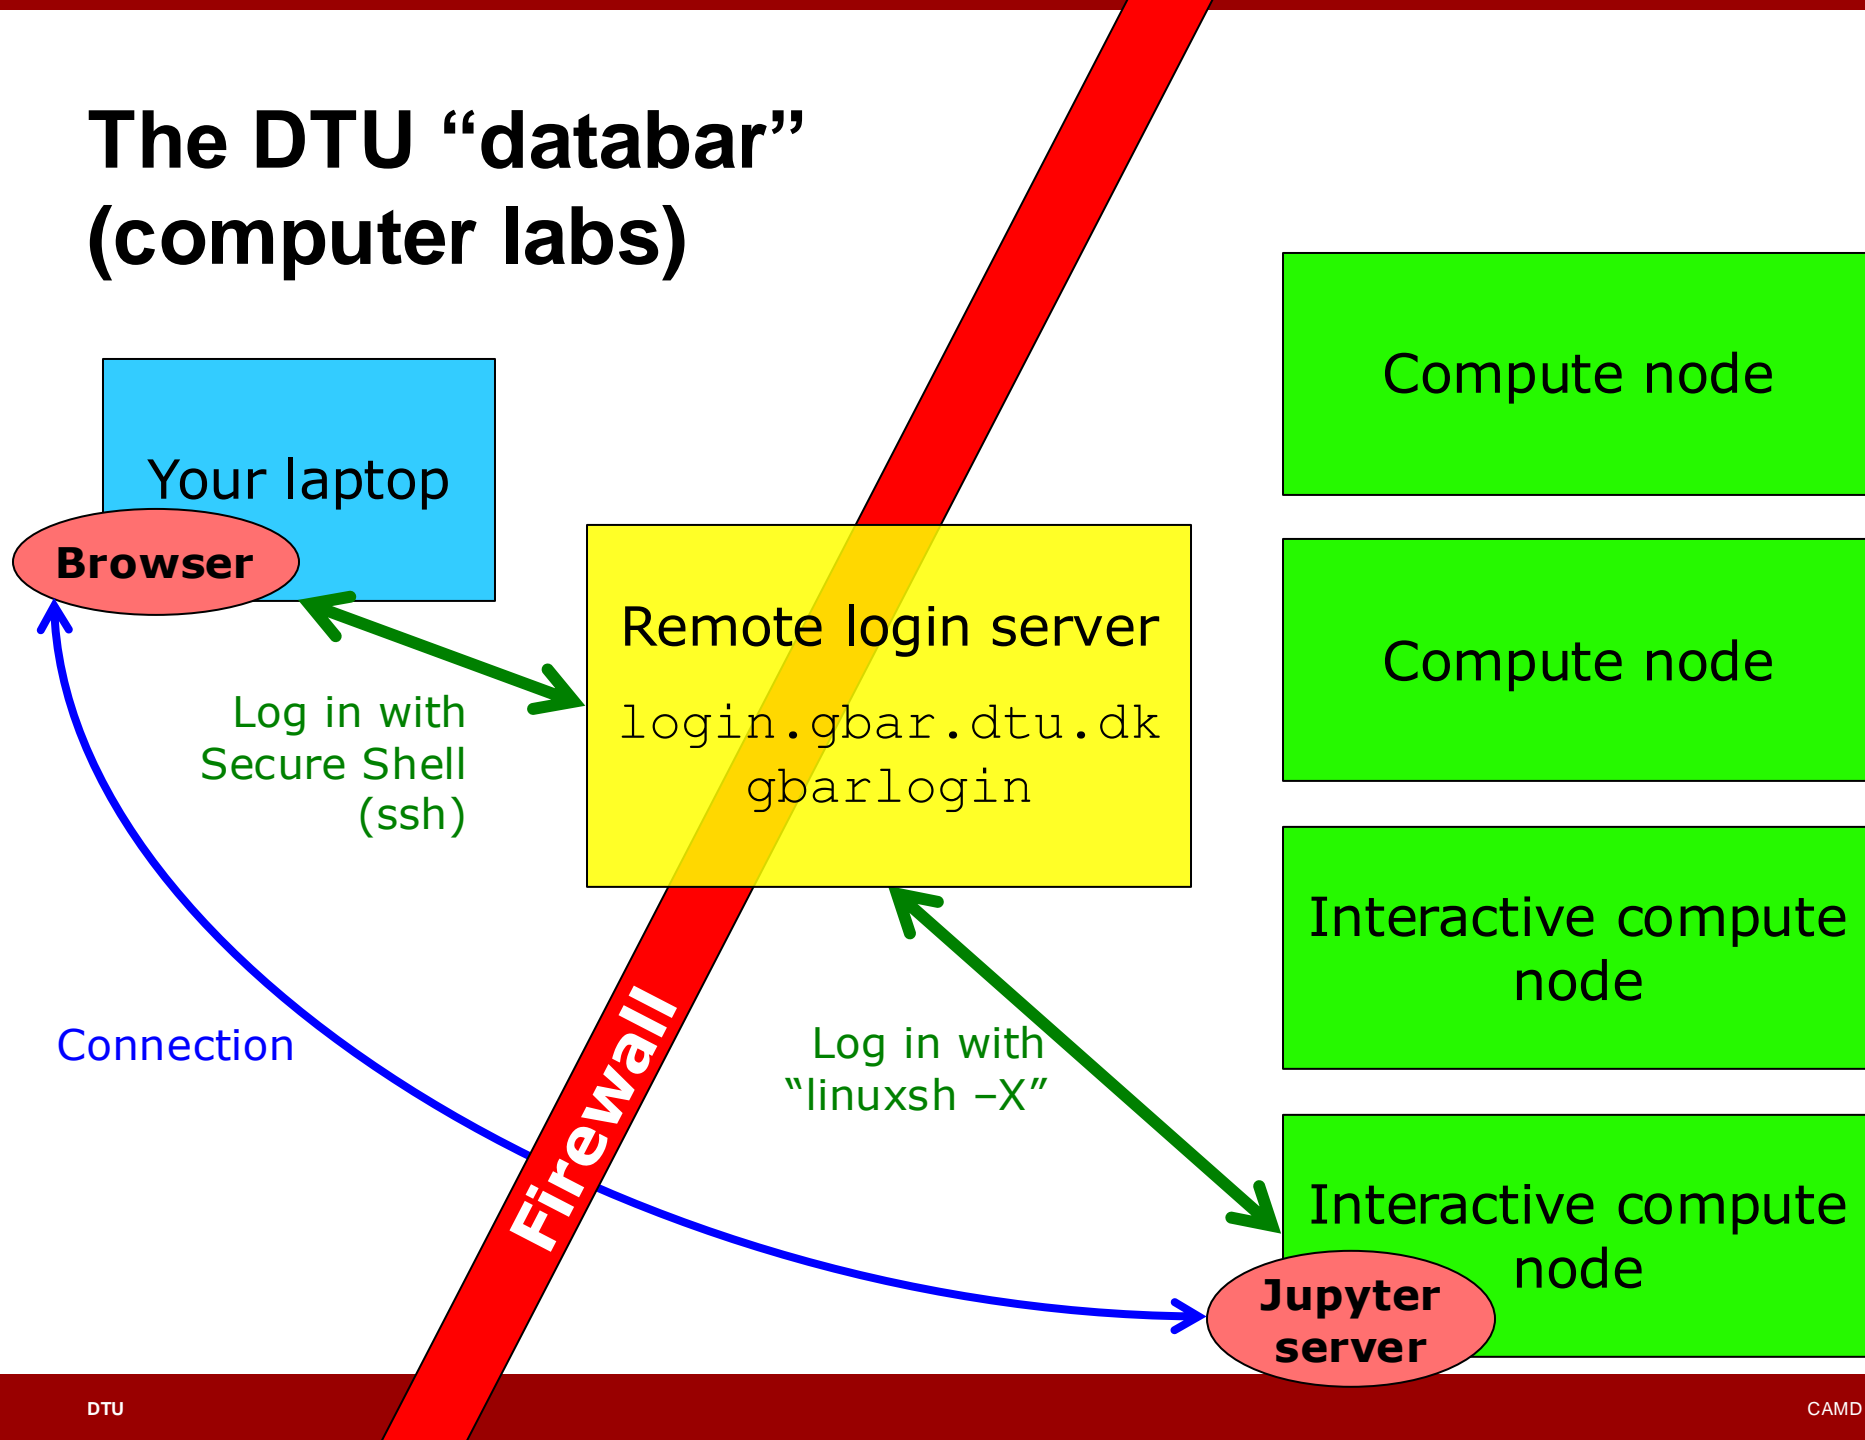 The DTU “databar”
(computer labs)
Compute node
Your laptop
Browser
Compute node
Remote login server
login.gbar.dtu.dk
gbarlogin
Log in with
Secure Shell
(ssh)
Interactive compute
node
Connection
Firewall
Log in with
“linuxsh –X”
Interactive compute
node
Jupyter
server
DTU
CAMD